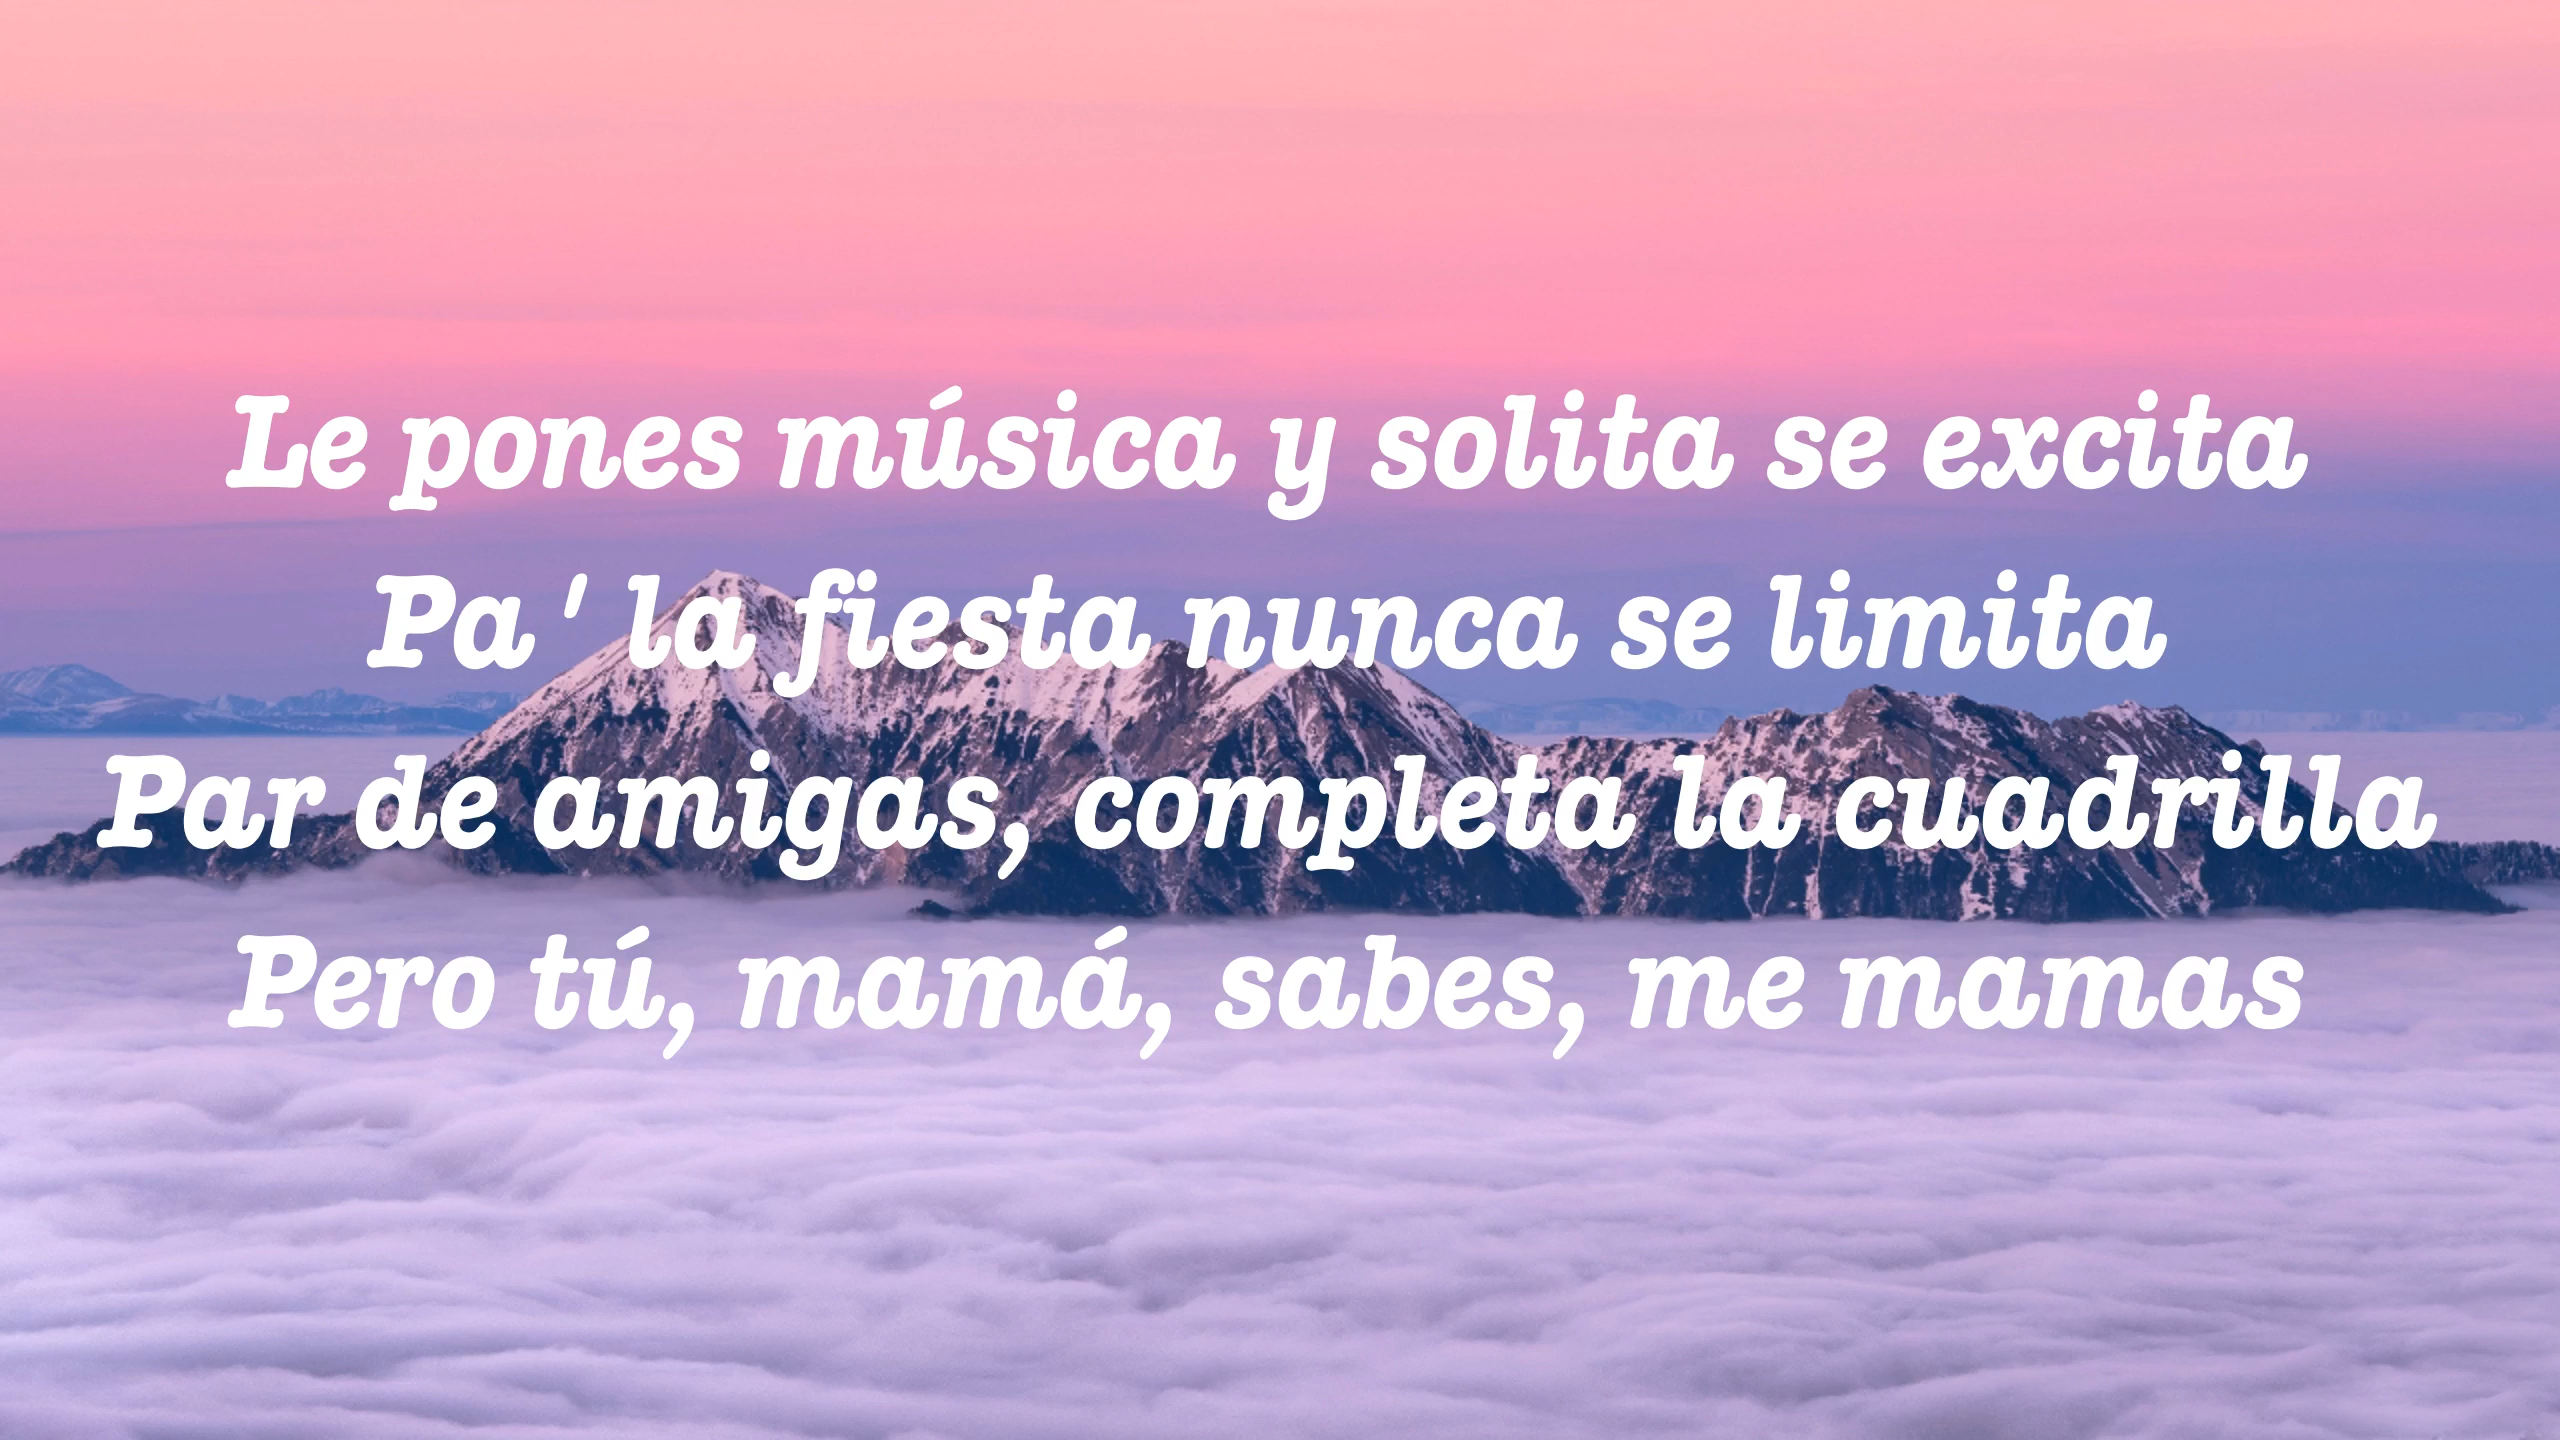 Le pones música y solita se excita
Pa' la fiesta nunca se limita
Par de amigas, completa la cuadrilla
Pero tú, mamá, sabes, me mamas